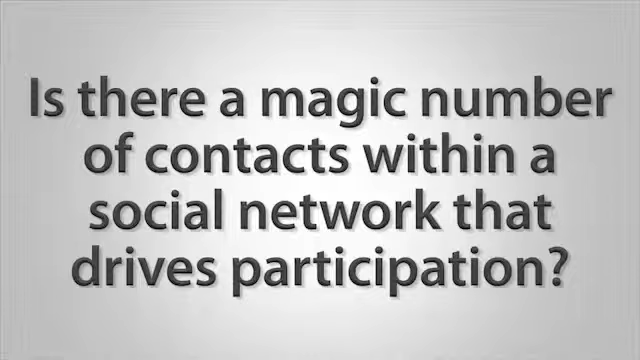 Is there a magic number
of contacts within a
social network that
drives participation?